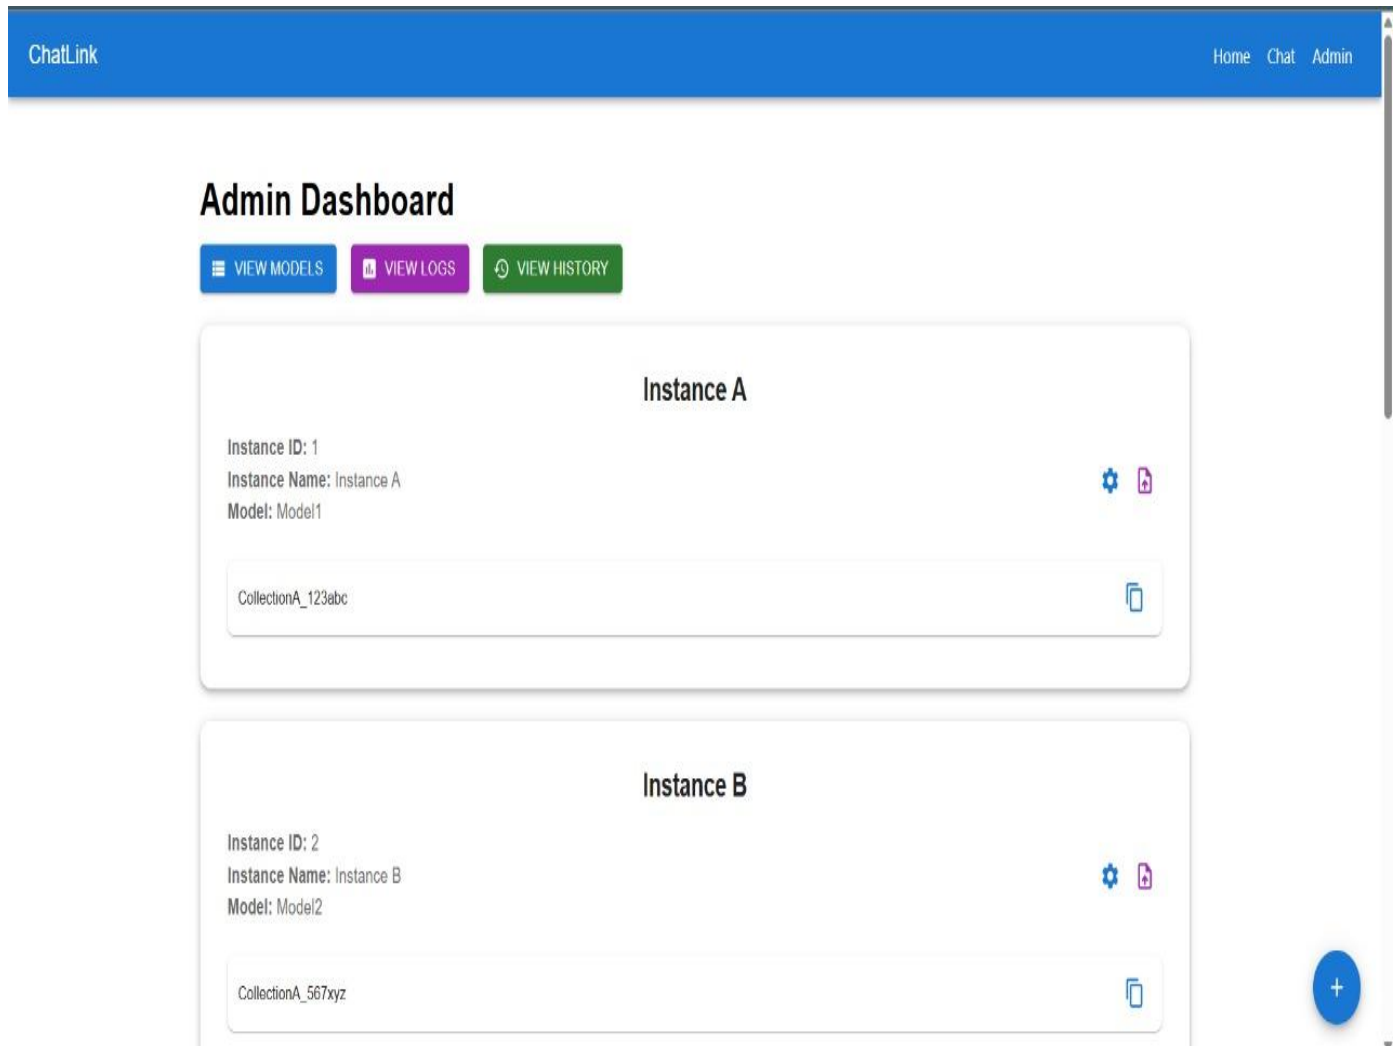 ChatLink
Home Chat Admin
Admin Dashboard
VIEW MODELS VIEW LOGS VIEW HISTORY
Instance A
Instance ID: 1
Instance Name: Instance A
Model: Model1
CollectionA_123abc
Instance B
Instance ID: 2
Instance Name: Instance B
Model: Model2
CollectionA_567xyz
+